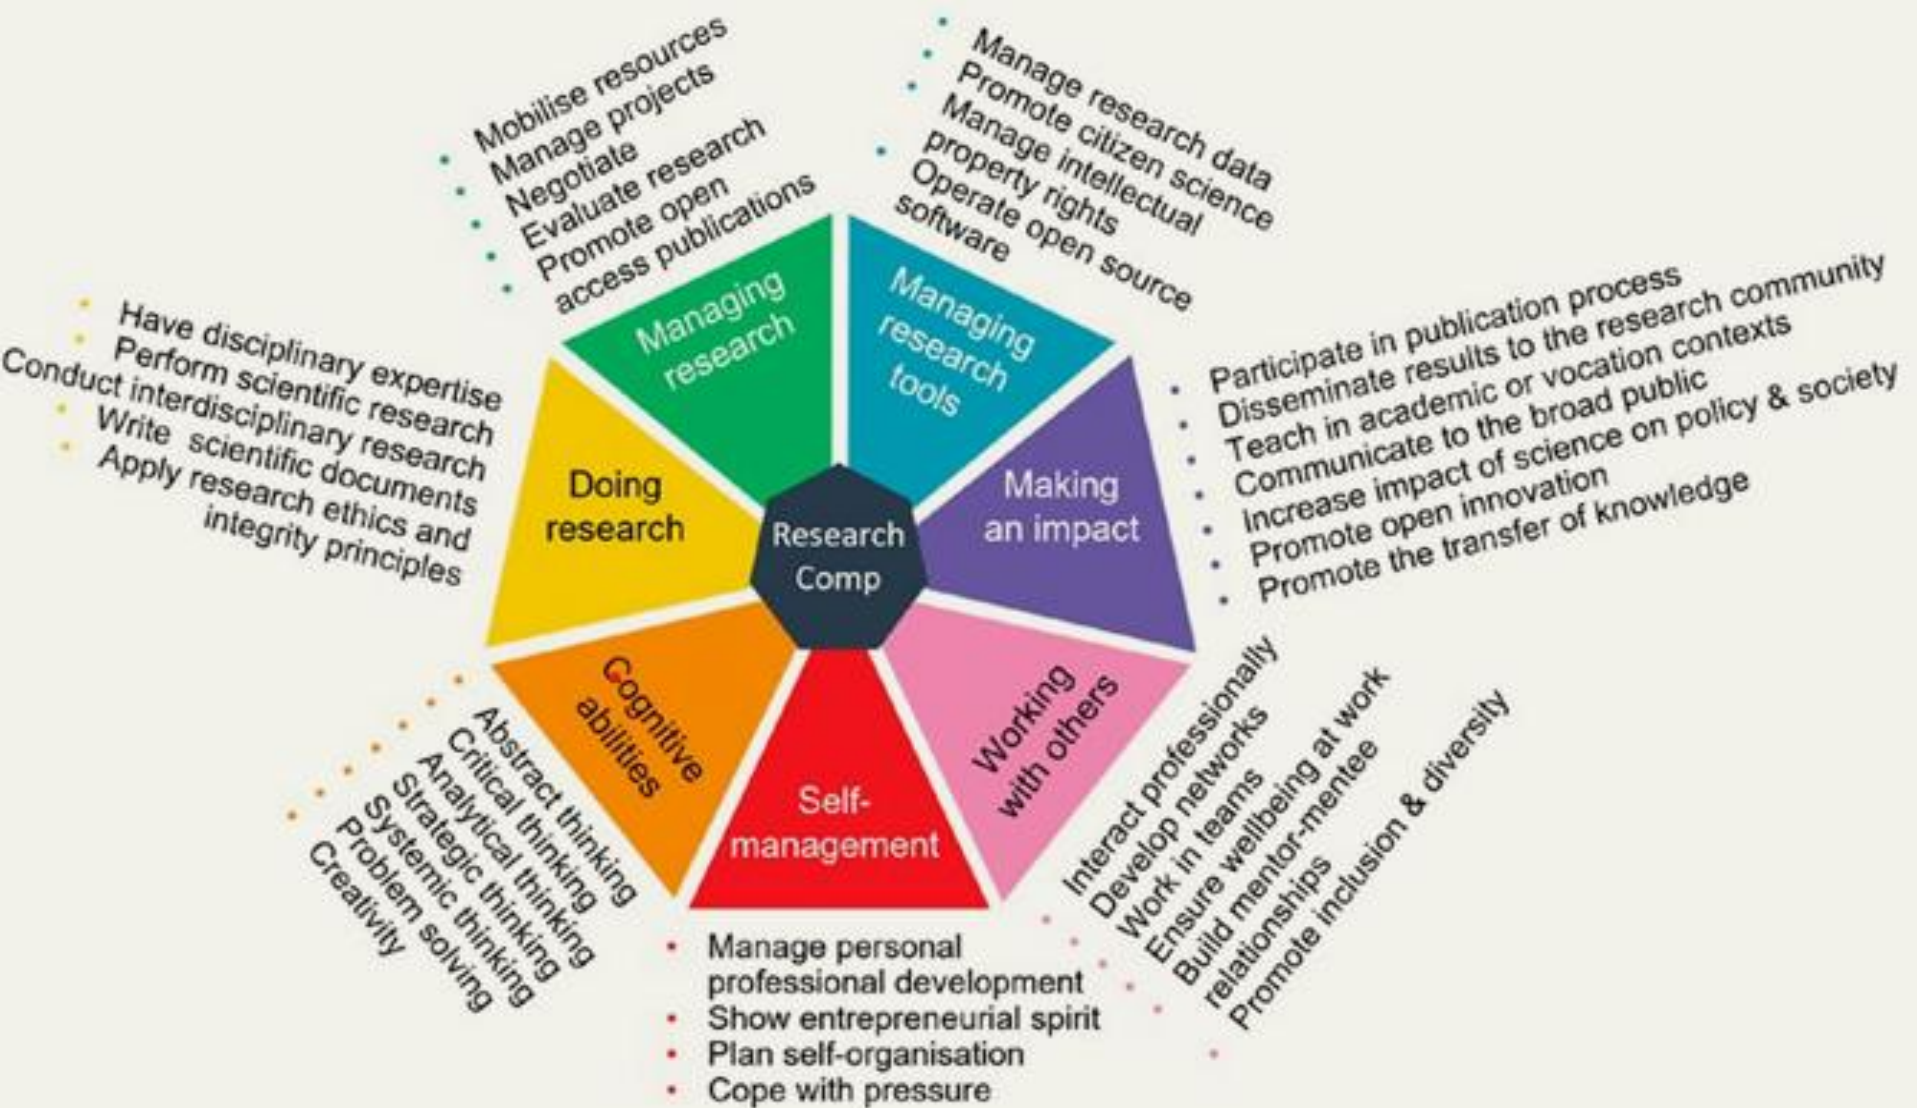 Mobilise resources
Manage projects
Negotiate
Evaluate research
Promote open
access publications
Manage research data
Promote citizen science
Manage intellectual
property rights
Operate open source
software
Participate in publication process
Disseminate results to the research community
Teach in academic or vocation contexts
Communicate to the broad public
Increase impact of science on policy & society
Promote open innovation
Promote the transfer of knowledge
Interact professionally
Develop networks
Work in teams
Ensure wellbeing at work
Build mentor-mentee
relationships
Promote inclusion & diversity
Manage personal
professional development
Show entrepreneurial spirit
Plan self-organisation
Cope with pressure
Abstract thinking
Critical thinking
Analytical thinking
Strategic thinking
Systemic thinking
Problem solving
Creativity
Have disciplinary expertise
Perform scientific research
Conduct interdisciplinary research
Write scientific documents
Apply research ethics and
integrity principles
Managing
research
Managing
research
tools
Making
an impact
Working
with others
Self-
management
Cognitive
abilities
Doing
research
Research
Comp